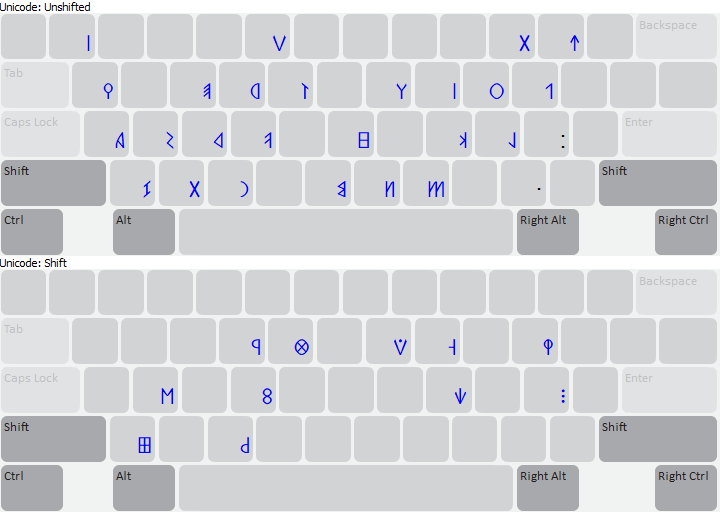 Unicode: Unshifted
𐌠 𐌡 𐌢 𐌣 Backspace
Tab 𐌒 𐌄 𐌓 𐌕 𐌖 𐌉 𐌏 𐌐
Caps Lock 𐌀 𐌔 𐌃 𐌅 𐌇 𐌊 𐌋 : Enter
Shift 𐌆 𐌗 𐌂 𐌁 𐌍 𐌌 · Shift
Ctrl Alt Right Alt Right Ctrl
Unicode: Shift
Backspace
Tab 𐌛 𐌈 𐌞 𐌝 𐌘
Caps Lock 𐌑 𐌚 𐌙 ⁝ Enter
Shift 𐌎 𐌜 Shift
Ctrl Alt Right Alt Right Ctrl